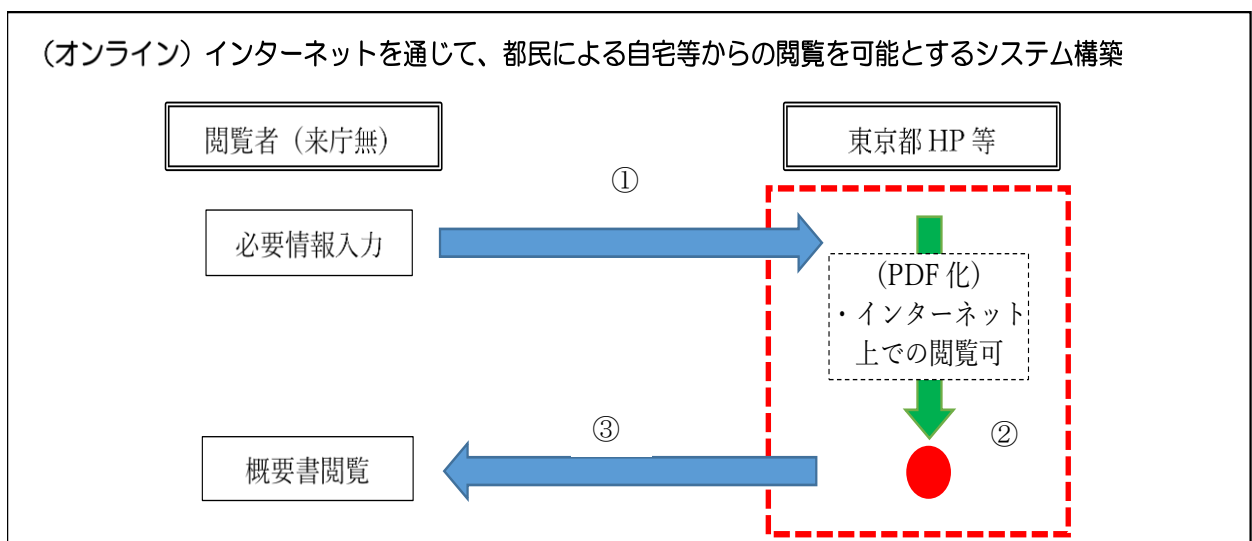 （オンライン）インターネットを通じて、都民による自宅等からの閲覧を可能とするシステム構築
閲覧者（来庁無）
東京都 HP 等
①
必要情報入力
（PDF 化）
・インターネット
上での閲覧可
③
②
概要書閲覧